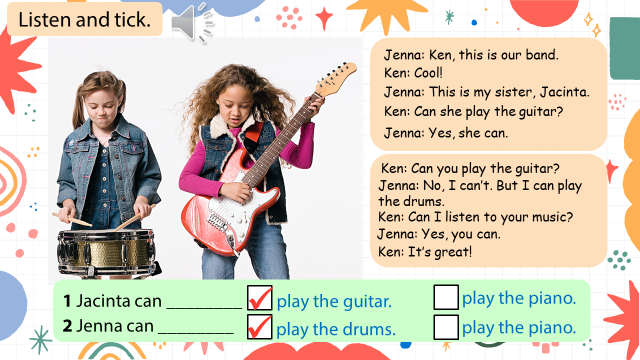 Listen and tick.
Jenna: Ken, this is our band.
Ken: Cool!
Jenna: This is my sister, Jacinta.
Ken: Can she play the guitar?
Jenna: Yes, she can.
Ken: Can you play the guitar?
Jenna: No, I can't. But I can play
the drums.
Ken: Can I listen to your music?
Jenna: Yes, you can.
Ken: It's great!
1 Jacinta can ________ play the guitar. play the piano.
2 Jenna can ________ play the drums. play the piano.